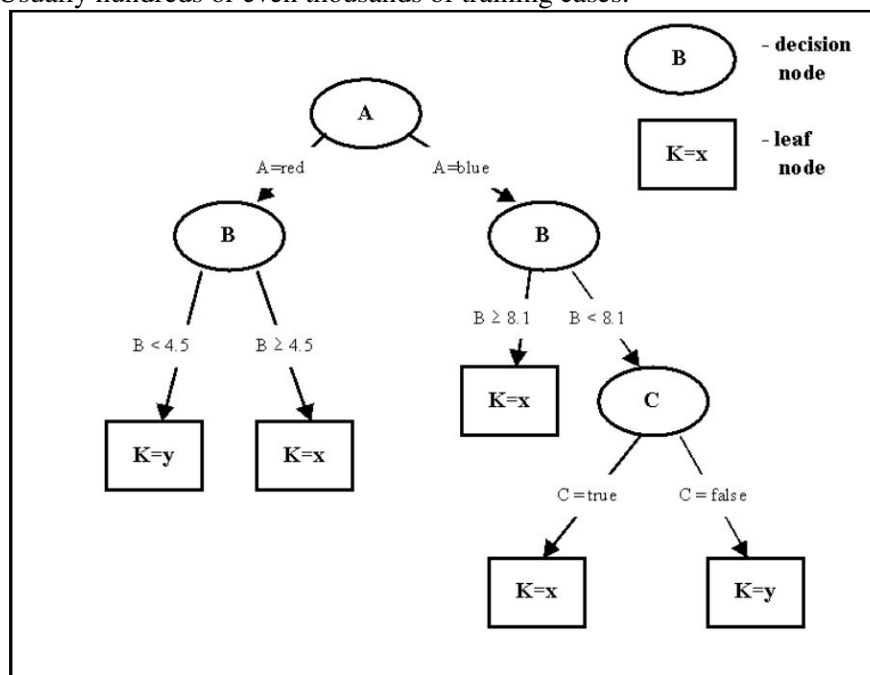 Usually hundreds or even thousands of training cases.
B
- decision
node
A
K=x
- leaf
node
A=red
A=blue
B
B
B ≥ 8.1
B < 8.1
B < 4.5
B ≥ 4.5
K=x
C
K=y
K=x
C=true
C=false
K=x
K=y